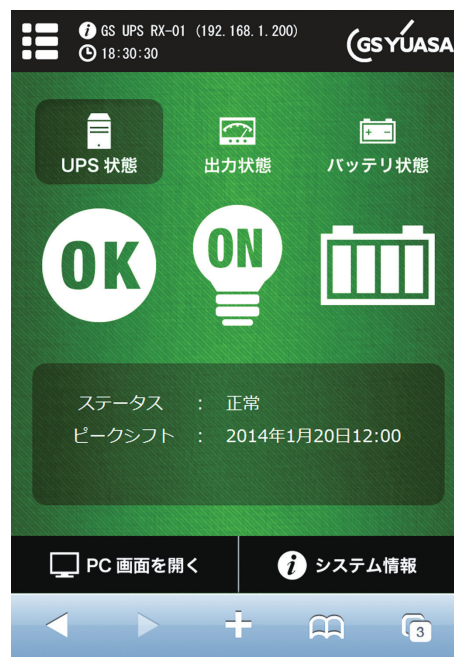 GS UPS RX-01 (192.168.1.200)
18:30:30
GS YUASA
UPS 状態
出力状態
バッテリ状態
OK
ON
ステータス : 正常
ピークシフト : 2014年1月20日12:00
PC 画面を開く
システム情報
3